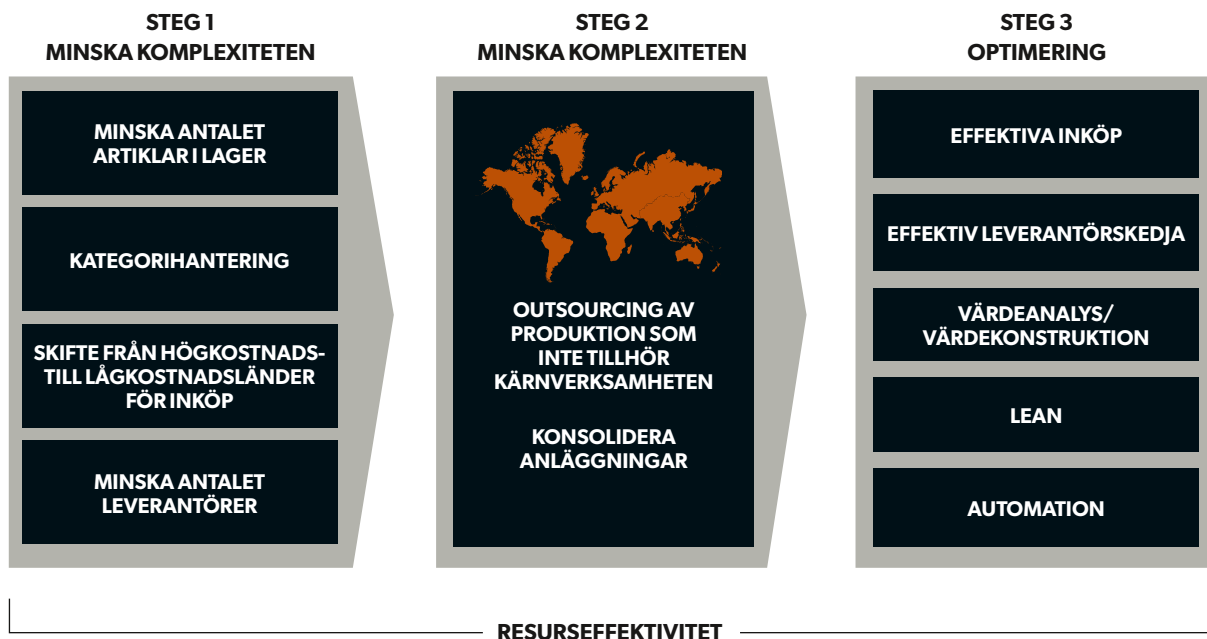 STEG 1
MINSKA KOMPLEXITETEN
MINSKA ANTALET
ARTIKLAR I LAGER
KATEGORIHANTERING
SKIFTE FRÅN HÖGKOSTNADS-
TILL LÅGKOSTNADSLÄNDER
FÖR INKÖP
MINSKA ANTALET
LEVERANTÖRER
STEG 2
MINSKA KOMPLEXITETEN
OUTSOURCING AV
PRODUKTION SOM
INTE TILLHÖR
KÄRNVERKSAMHETEN
KONSOLIDERA
ANLÄGGNINGAR
STEG 3
OPTIMERING
EFFEKTIVA INKÖP
EFFEKTIV LEVERANTÖRSKEDJA
VÄRDEANALYS/
VÄRDEKONSTRUKTION
LEAN
AUTOMATION
RESURSEFFEKTIVITET